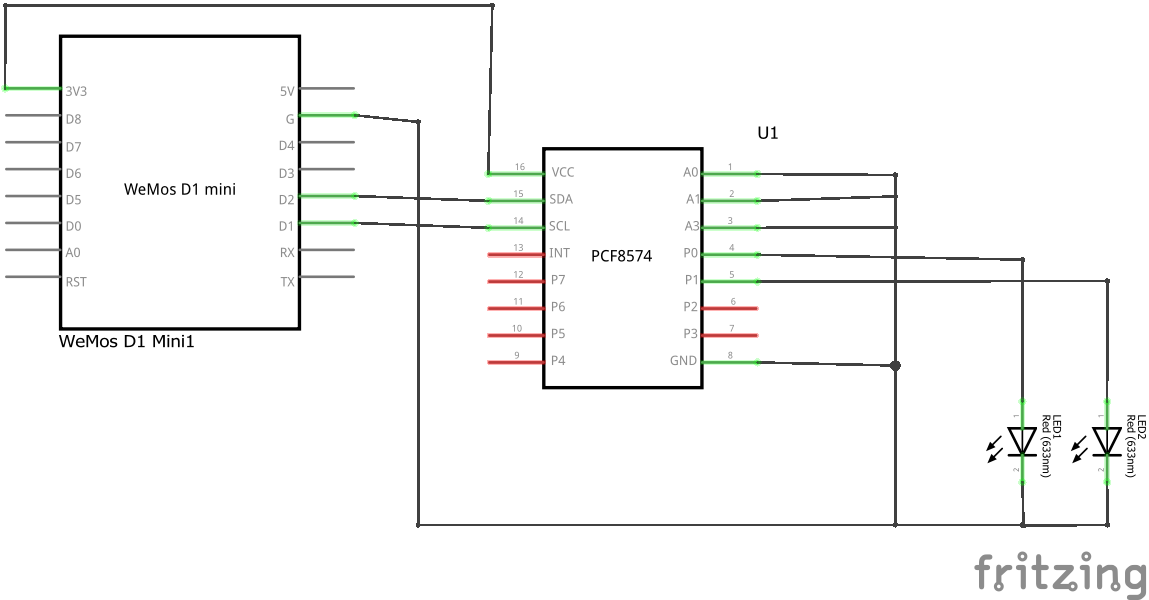 3V3
D8
D7
D6
D5
D0
A0
RST
5V
G
D4
D3
D2
D1
RX
TX
WeMos D1 mini
WeMos D1 Mini1
U1
16
VCC
15
SDA
14
SCL
13
INT
12
P7
11
P6
10
P5
9
P4
PCF8574
A0
1
A1
2
A3
3
P0
4
P1
5
P2
6
P3
7
GND
8
1
2
LED1
Red (633nm)
1
2
LED2
Red (633nm)
fritzing